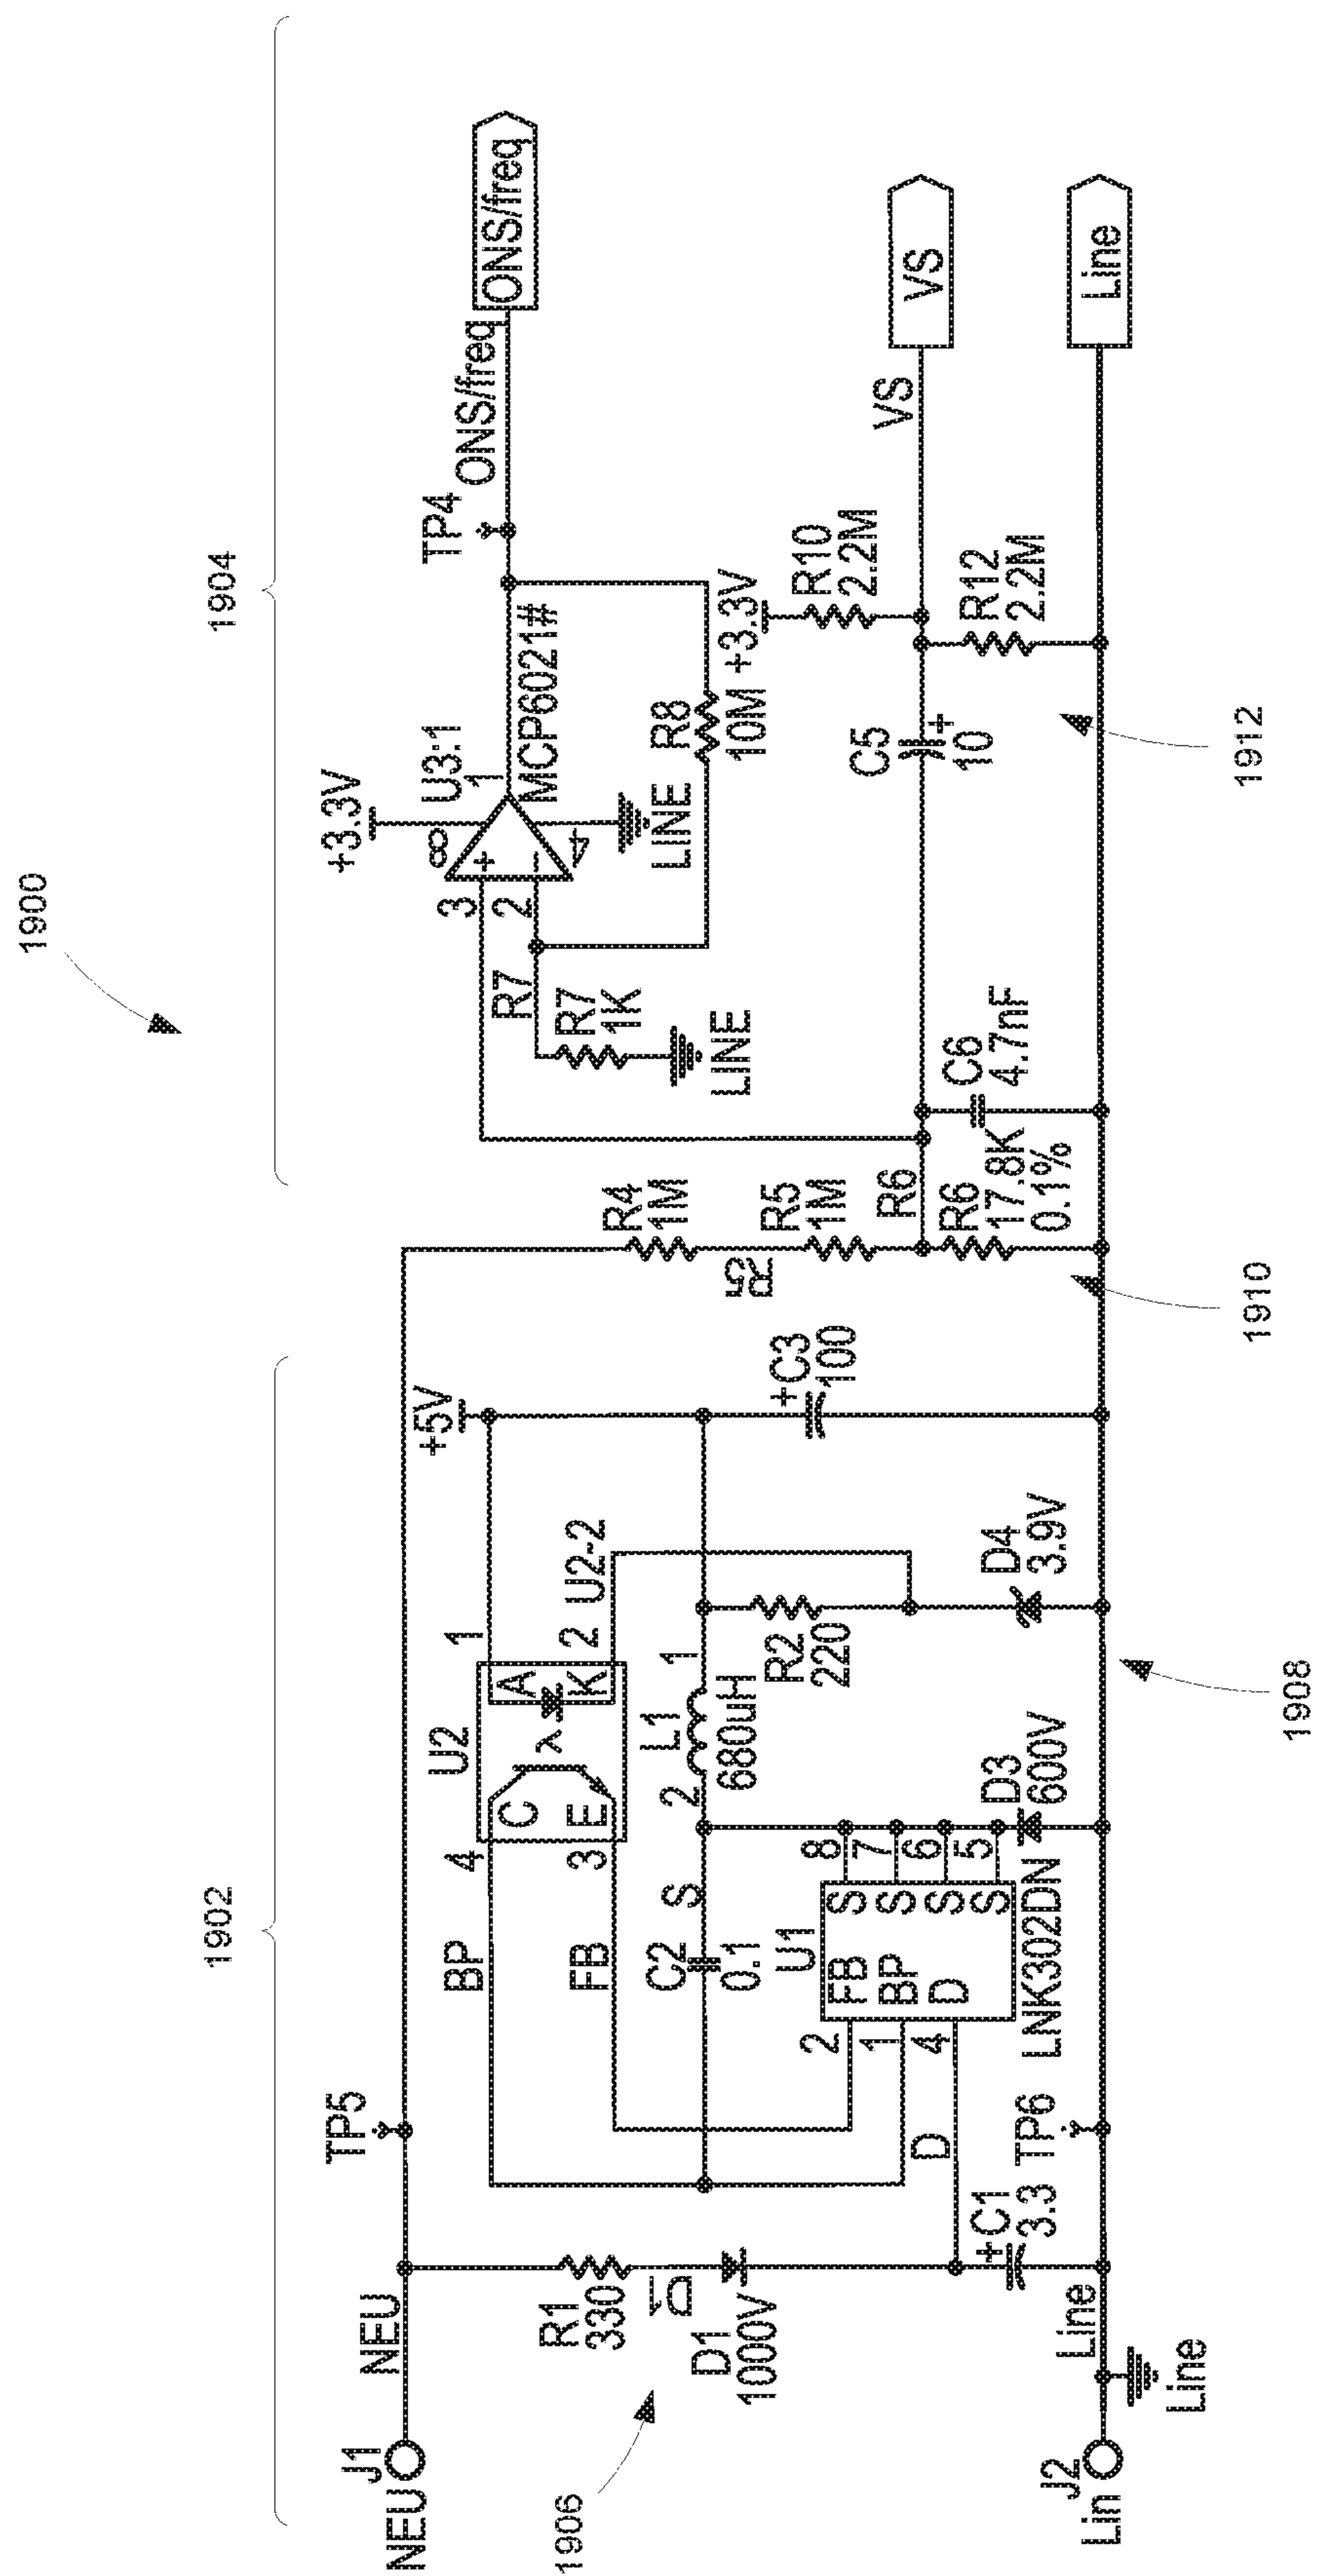 1900
1902
1904
J1
NEU
NEU
TP5
R1
330
D1
D1
1000V
1906
D
+C1
3.3
TP6
Line
Line
J2
Lin
BP
FB
4
3
U2
C
E
λ
A
K
1
2
U2-2
+5V
C2
0.1
S
2
L1
680uH
1
U1
2
1
4
FB
BP
D
S
S
S
S
8
7
6
5
LNK302DN
D3
600V
R2
220
D4
3.9V
1908
+C3
100
R4
1M
R5
R5
1M
R6
R6
17.8K
0.1%
1910
C6
4.7nF
R7
R7
1K
LINE
3
2
+
-
+3.3V
8
4
U3:1
1
MCP6021#
LINE
R8
10M
TP4
ONS/freq
ONS/freq
+3.3V
R10
2.2M
C5
+
10
R12
2.2M
1912
VS
VS
Line